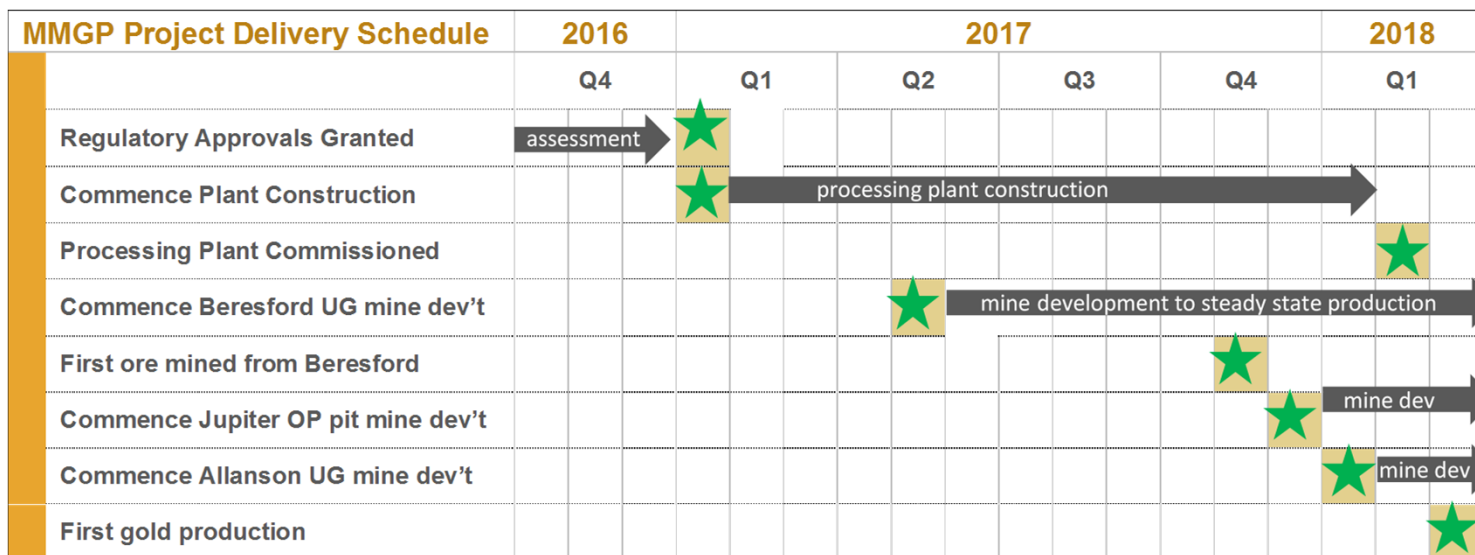 MMGP Project Delivery Schedule 2016 2017 2018
Q4 Q1 Q2 Q3 Q4 Q1
Regulatory Approvals Granted assessment
Commence Plant Construction processing plant construction
Processing Plant Commissioned
Commence Beresford UG mine dev't mine development to steady state production
First ore mined from Beresford
Commence Jupiter OP pit mine dev't mine dev
Commence Allanson UG mine dev't mine dev
First gold production